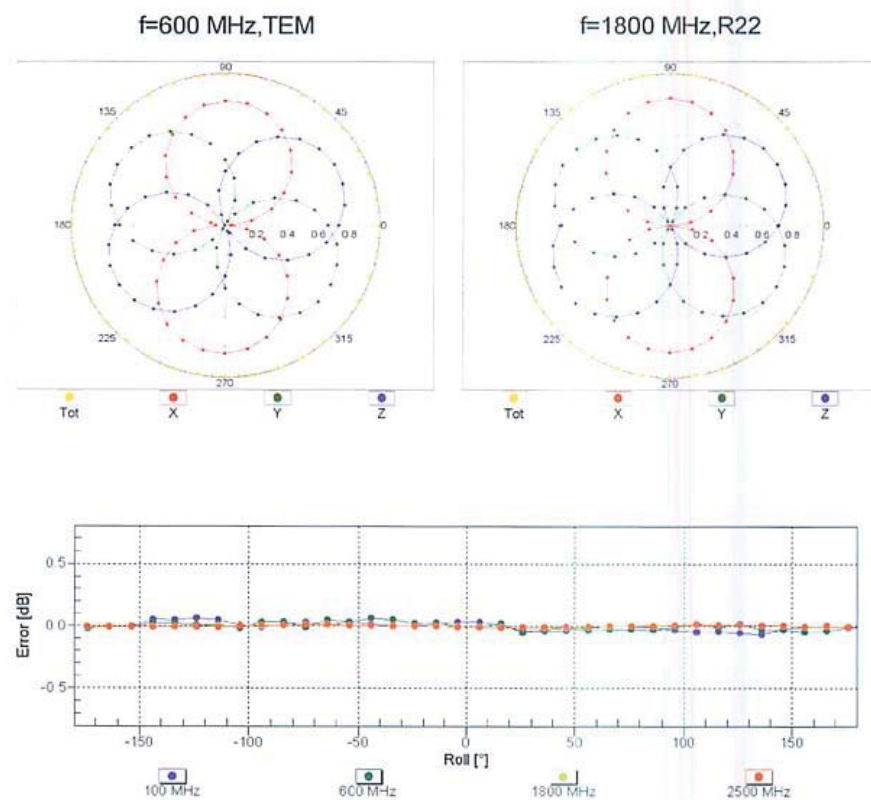 f=600 MHz,TEM
f=1800 MHz,R22
90
135
45
180
0.2
0.4
0.6
0.8
0
225
315
270
Tot
X
Y
Z
90
135
45
180
0.2
0.4
0.6
0.8
0
225
315
270
Tot
X
Y
Z
Error [dB]
0.5
0.0
-0.5
-150
-100
-50
0
50
100
150
Roll [°]
100 MHz
600 MHz
1800 MHz
2500 MHz